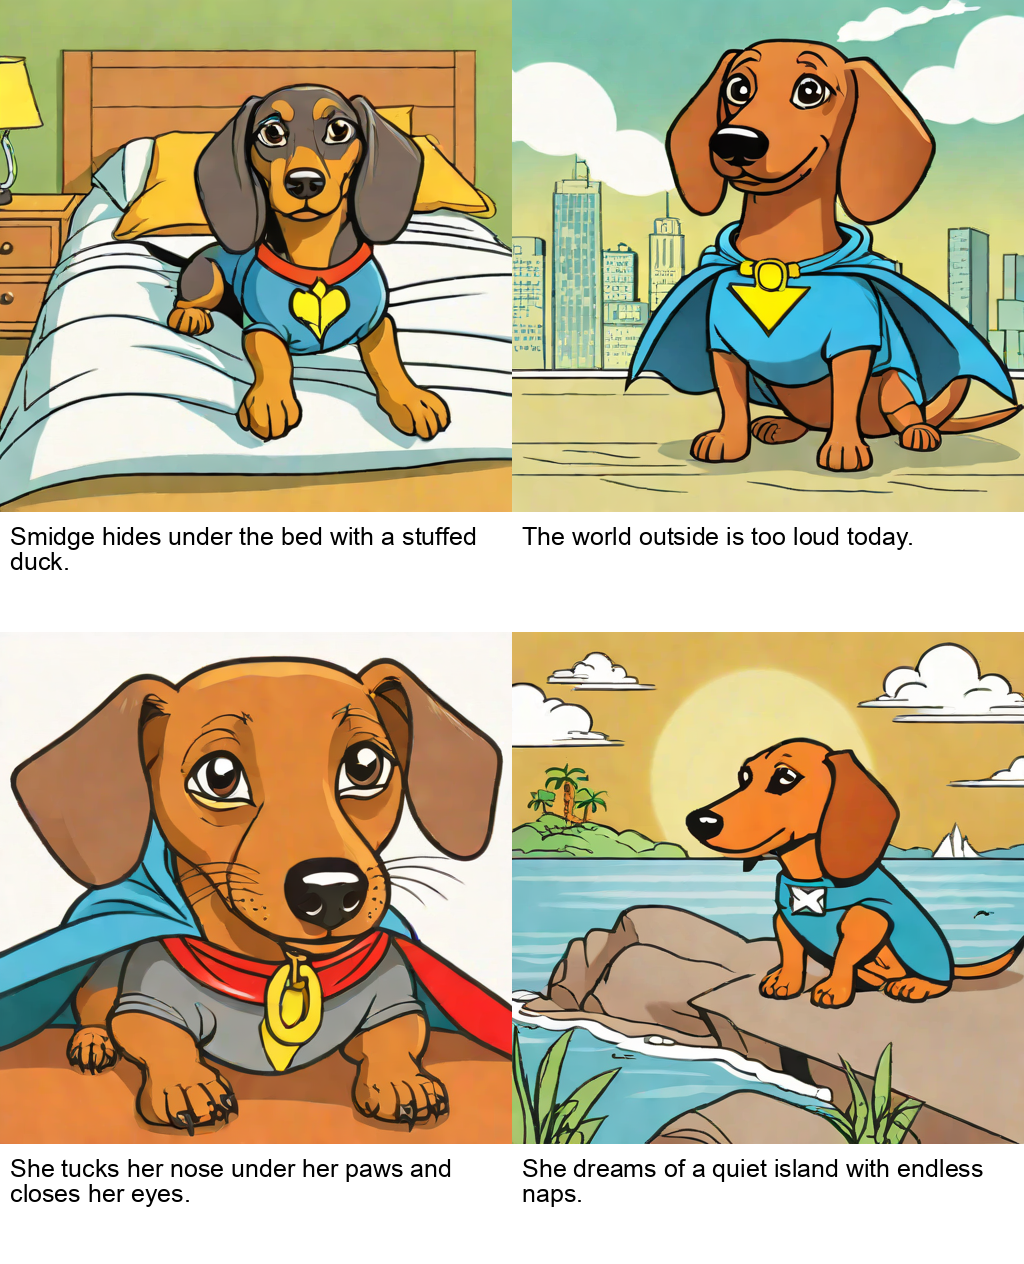 Smidge hides under the bed with a stuffed
duck.
The world outside is too loud today.
She tucks her nose under her paws and
closes her eyes.
She dreams of a quiet island with endless
naps.